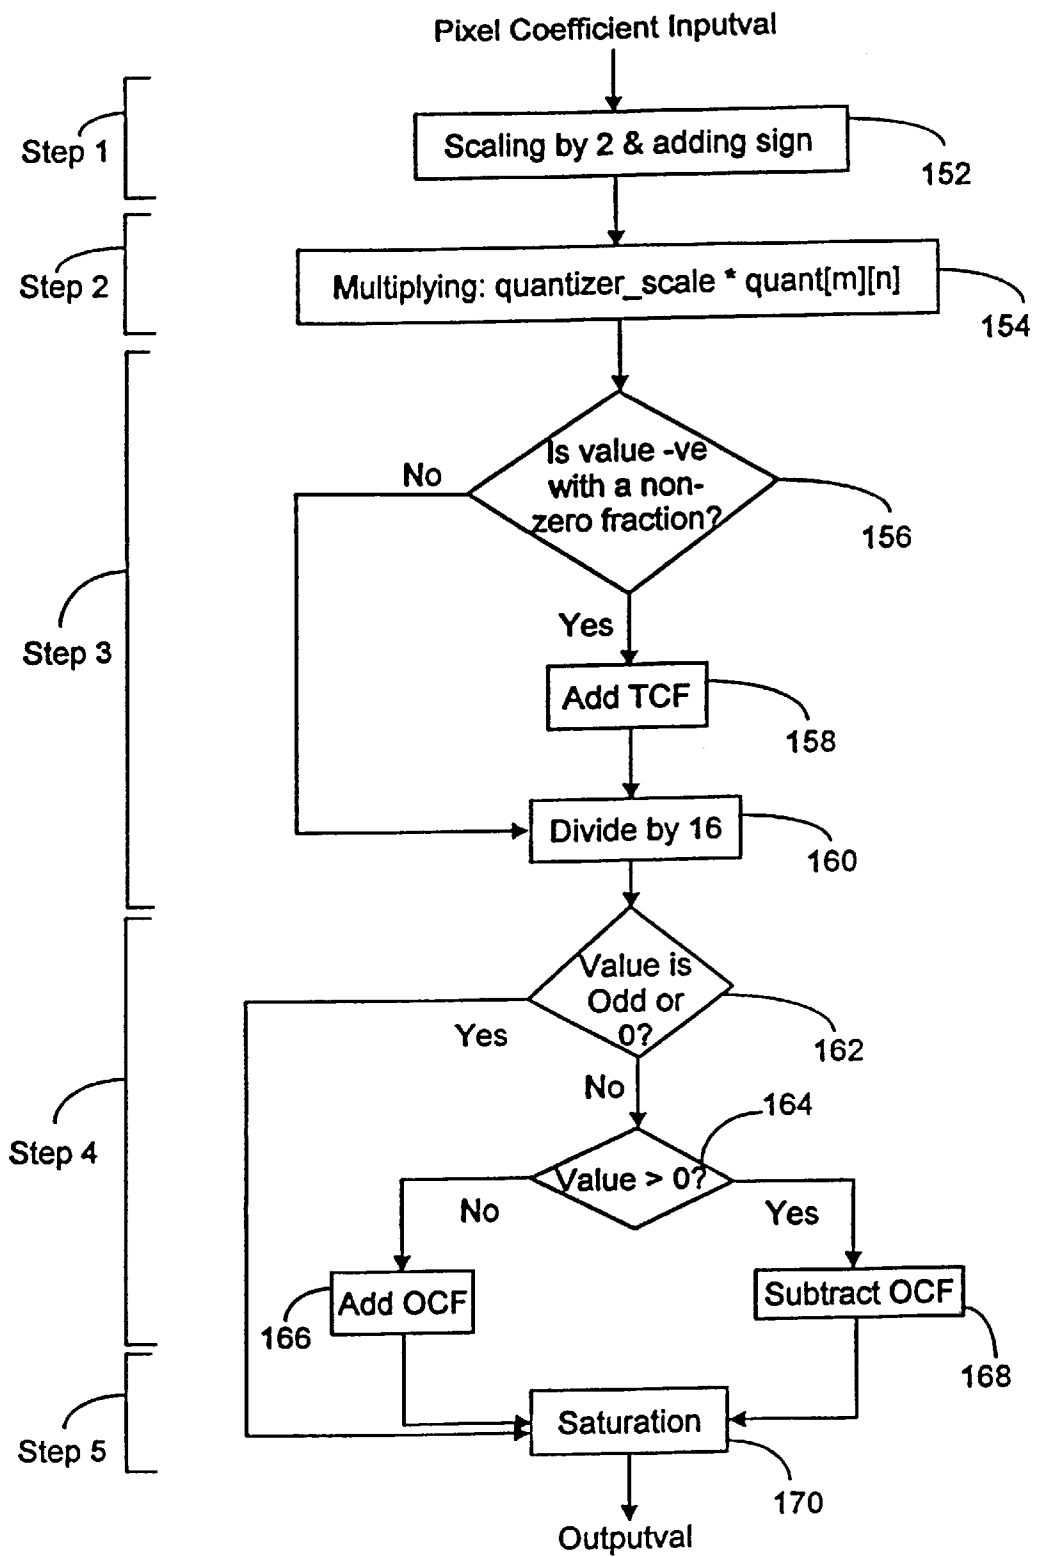 Pixel Coefficient Inputval
Step 1
Scaling by 2 & adding sign
152
Step 2
Multiplying: quantizer_scale * quant[m][n]
154
Step 3
Is value -ve
with a non-
zero fraction?
No
156
Yes
Add TCF
158
Divide by 16
160
Step 4
Value is
Odd or
0?
Yes
162
No
164
Value > 0?
No
Yes
Add OCF
166
Subtract OCF
168
Step 5
Saturation
170
Outputval